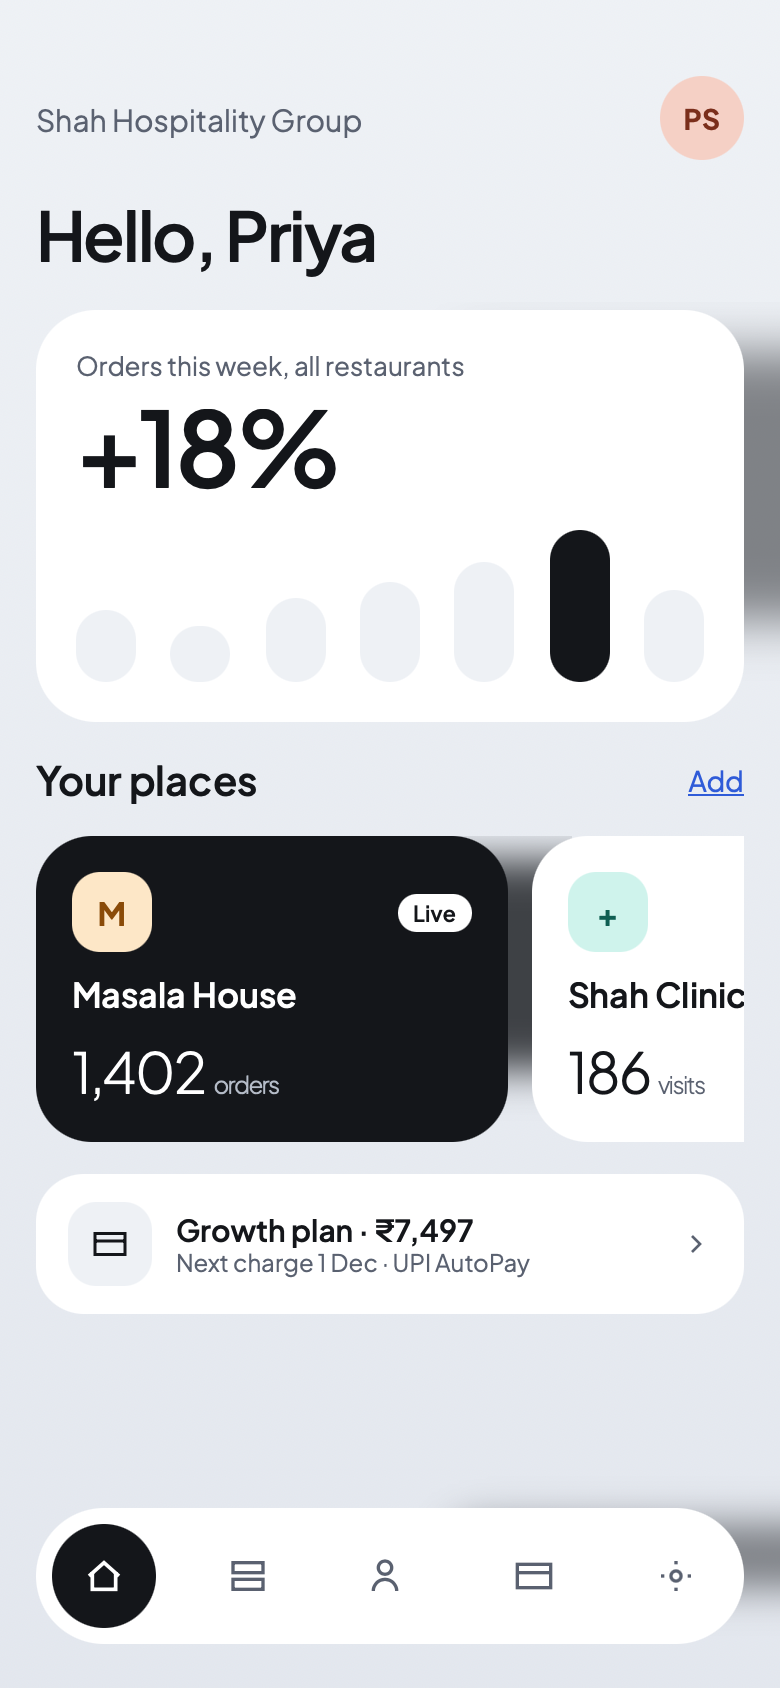 Shah Hospitality Group
PS
Hello, Priya
Orders this week, all restaurants
+18%
Your places
Add
M
Live
Masala House
1,402 orders
+
Shah Clinic
186 visits
Growth plan · ₹7,497
Next charge 1 Dec · UPI AutoPay